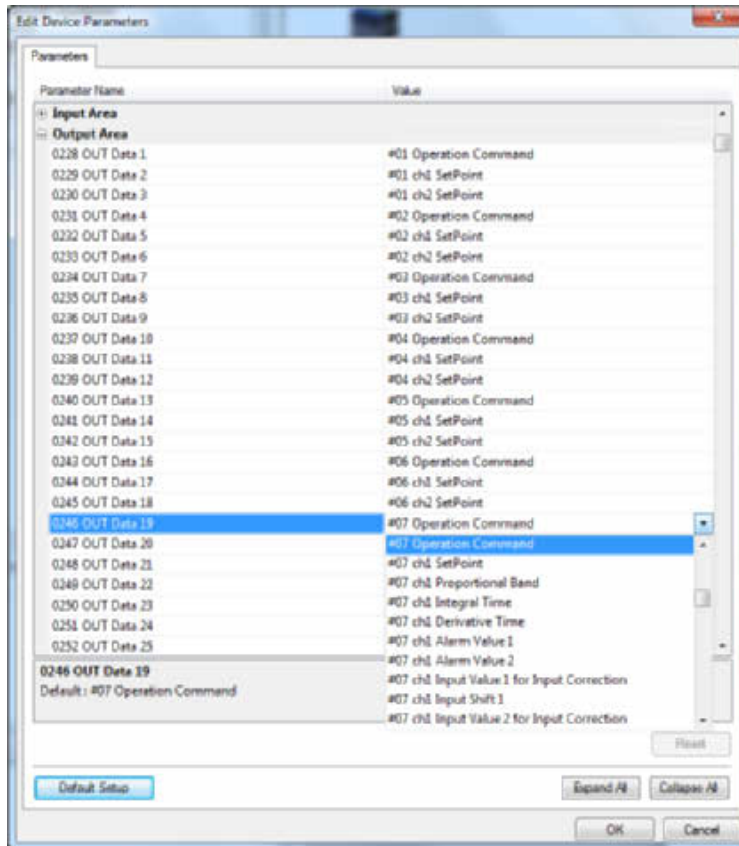 Edit Device Parameters
Parameters
Parameter Name Value
Input Area
Output Area
0228 OUT Data 1 #01 Operation Command
0229 OUT Data 2 #01 ch1 SetPoint
0230 OUT Data 3 #01 ch2 SetPoint
0231 OUT Data 4 #02 Operation Command
0232 OUT Data 5 #02 ch1 SetPoint
0233 OUT Data 6 #02 ch2 SetPoint
0234 OUT Data 7 #03 Operation Command
0235 OUT Data 8 #03 ch1 SetPoint
0236 OUT Data 9 #03 ch2 SetPoint
0237 OUT Data 10 #04 Operation Command
0238 OUT Data 11 #04 ch1 SetPoint
0239 OUT Data 12 #04 ch2 SetPoint
0240 OUT Data 13 #05 Operation Command
0241 OUT Data 14 #05 ch1 SetPoint
0242 OUT Data 15 #05 ch2 SetPoint
0243 OUT Data 16 #06 Operation Command
0244 OUT Data 17 #06 ch1 SetPoint
0245 OUT Data 18 #06 ch2 SetPoint
0246 OUT Data 19 #07 Operation Command
0247 OUT Data 20 #07 Operation Command
0248 OUT Data 21 #07 ch1 SetPoint
0249 OUT Data 22 #07 ch1 Proportional Band
0250 OUT Data 23 #07 ch1 Integral Time
0251 OUT Data 24 #07 ch1 Derivative Time
0252 OUT Data 25 #07 ch1 Alarm Value 1
#07 ch1 Alarm Value 2
0246 OUT Data 19
Default : #07 Operation Command
#07 ch1 Input Value 1 for Input Correction
#07 ch1 Input Shift 1
#07 ch1 Input Value 2 for Input Correction
Reset
Default Setup Expand All Collapse All
OK Cancel